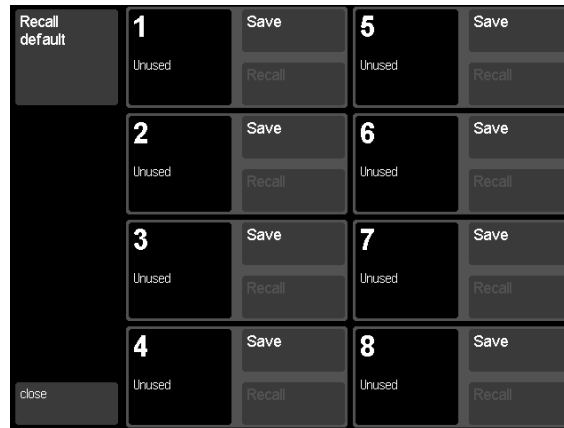 Recall
default
1
Save
Unused
Recall
5
Save
Unused
Recall
2
Save
Unused
Recall
6
Save
Unused
Recall
3
Save
Unused
Recall
7
Save
Unused
Recall
4
Save
Unused
Recall
8
Save
Unused
Recall
close